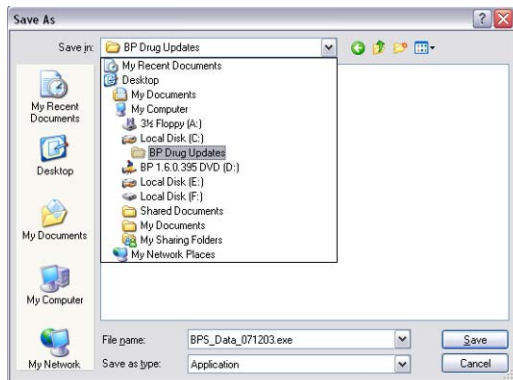 Save As
Save in:
BP Drug Updates
My Recent Documents
Desktop
My Documents
My Computer
3½ Floppy (A:)
Local Disk (C:)
BP Drug Updates
BP 1.6.0.395 DVD (D:)
Local Disk (E:)
Local Disk (F:)
Shared Documents
My Documents
My Sharing Folders
My Network Places
My Recent
Documents
Desktop
My Documents
My Computer
My Network
File name:
BPS_Data_071203.exe
Save
Save as type:
Application
Cancel